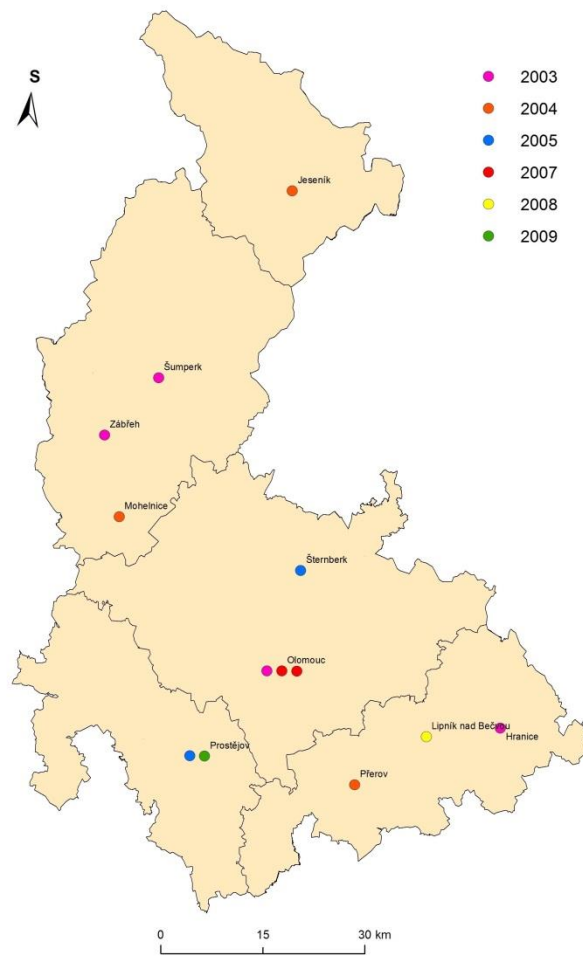 S
2003
2004
2005
2007
2008
2009
Jeseník
Šumperk
Zábřeh
Mohelnice
Šternberk
Olomouc
Lipník nad Bečvou
Hranice
Prostějov
Přerov
0 15 30 km